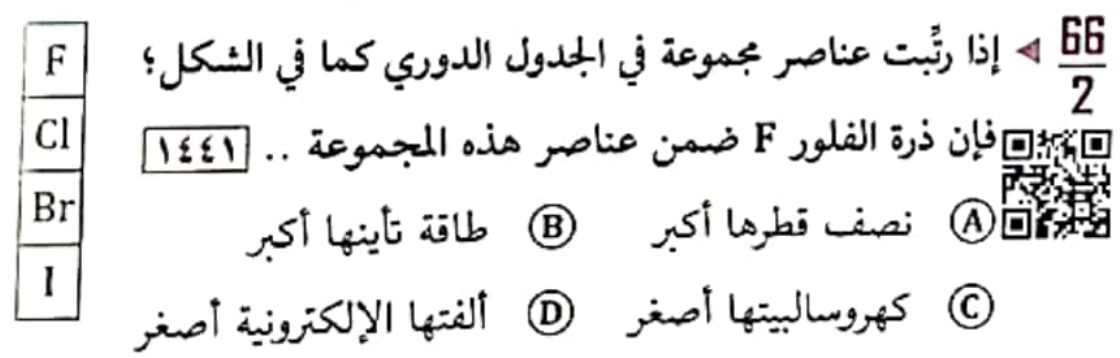 66
2
إذا رتِّبت عناصر مجموعة في الجدول الدوري كما في الشكل؛
فإن ذرة الفلور F ضمن عناصر هذه المجموعة .. ١٤٤١
A نصف قطرها أكبر
B طاقة تأينها أكبر
C كهروسالبيتها أصغر
D ألفتها الإلكترونية أصغر
F
Cl
Br
I